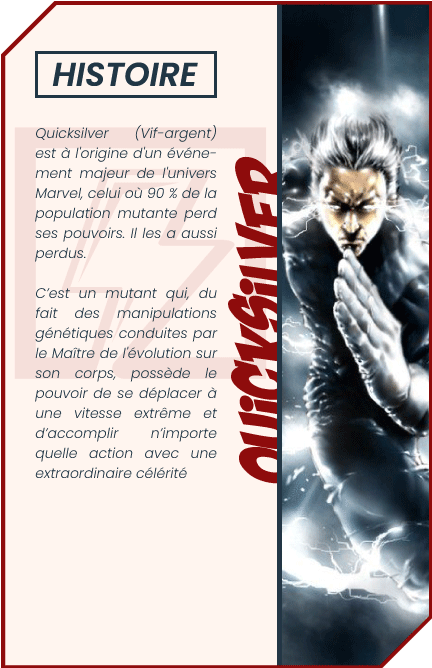 HISTOIRE
Quicksilver (Vif-argent)
est à l'origine d'un événe-
ment majeur de l'univers
Marvel, celui où 90 % de la
population mutante perd
ses pouvoirs. Il les a aussi
perdus.
C’est un mutant qui, du
fait des manipulations
génétiques conduites par
le Maître de l'évolution sur
son corps, possède le
pouvoir de se déplacer à
une vitesse extrême et
d’accomplir n’importe
quelle action avec une
extraordinaire célérité
QUiCKSiLVER